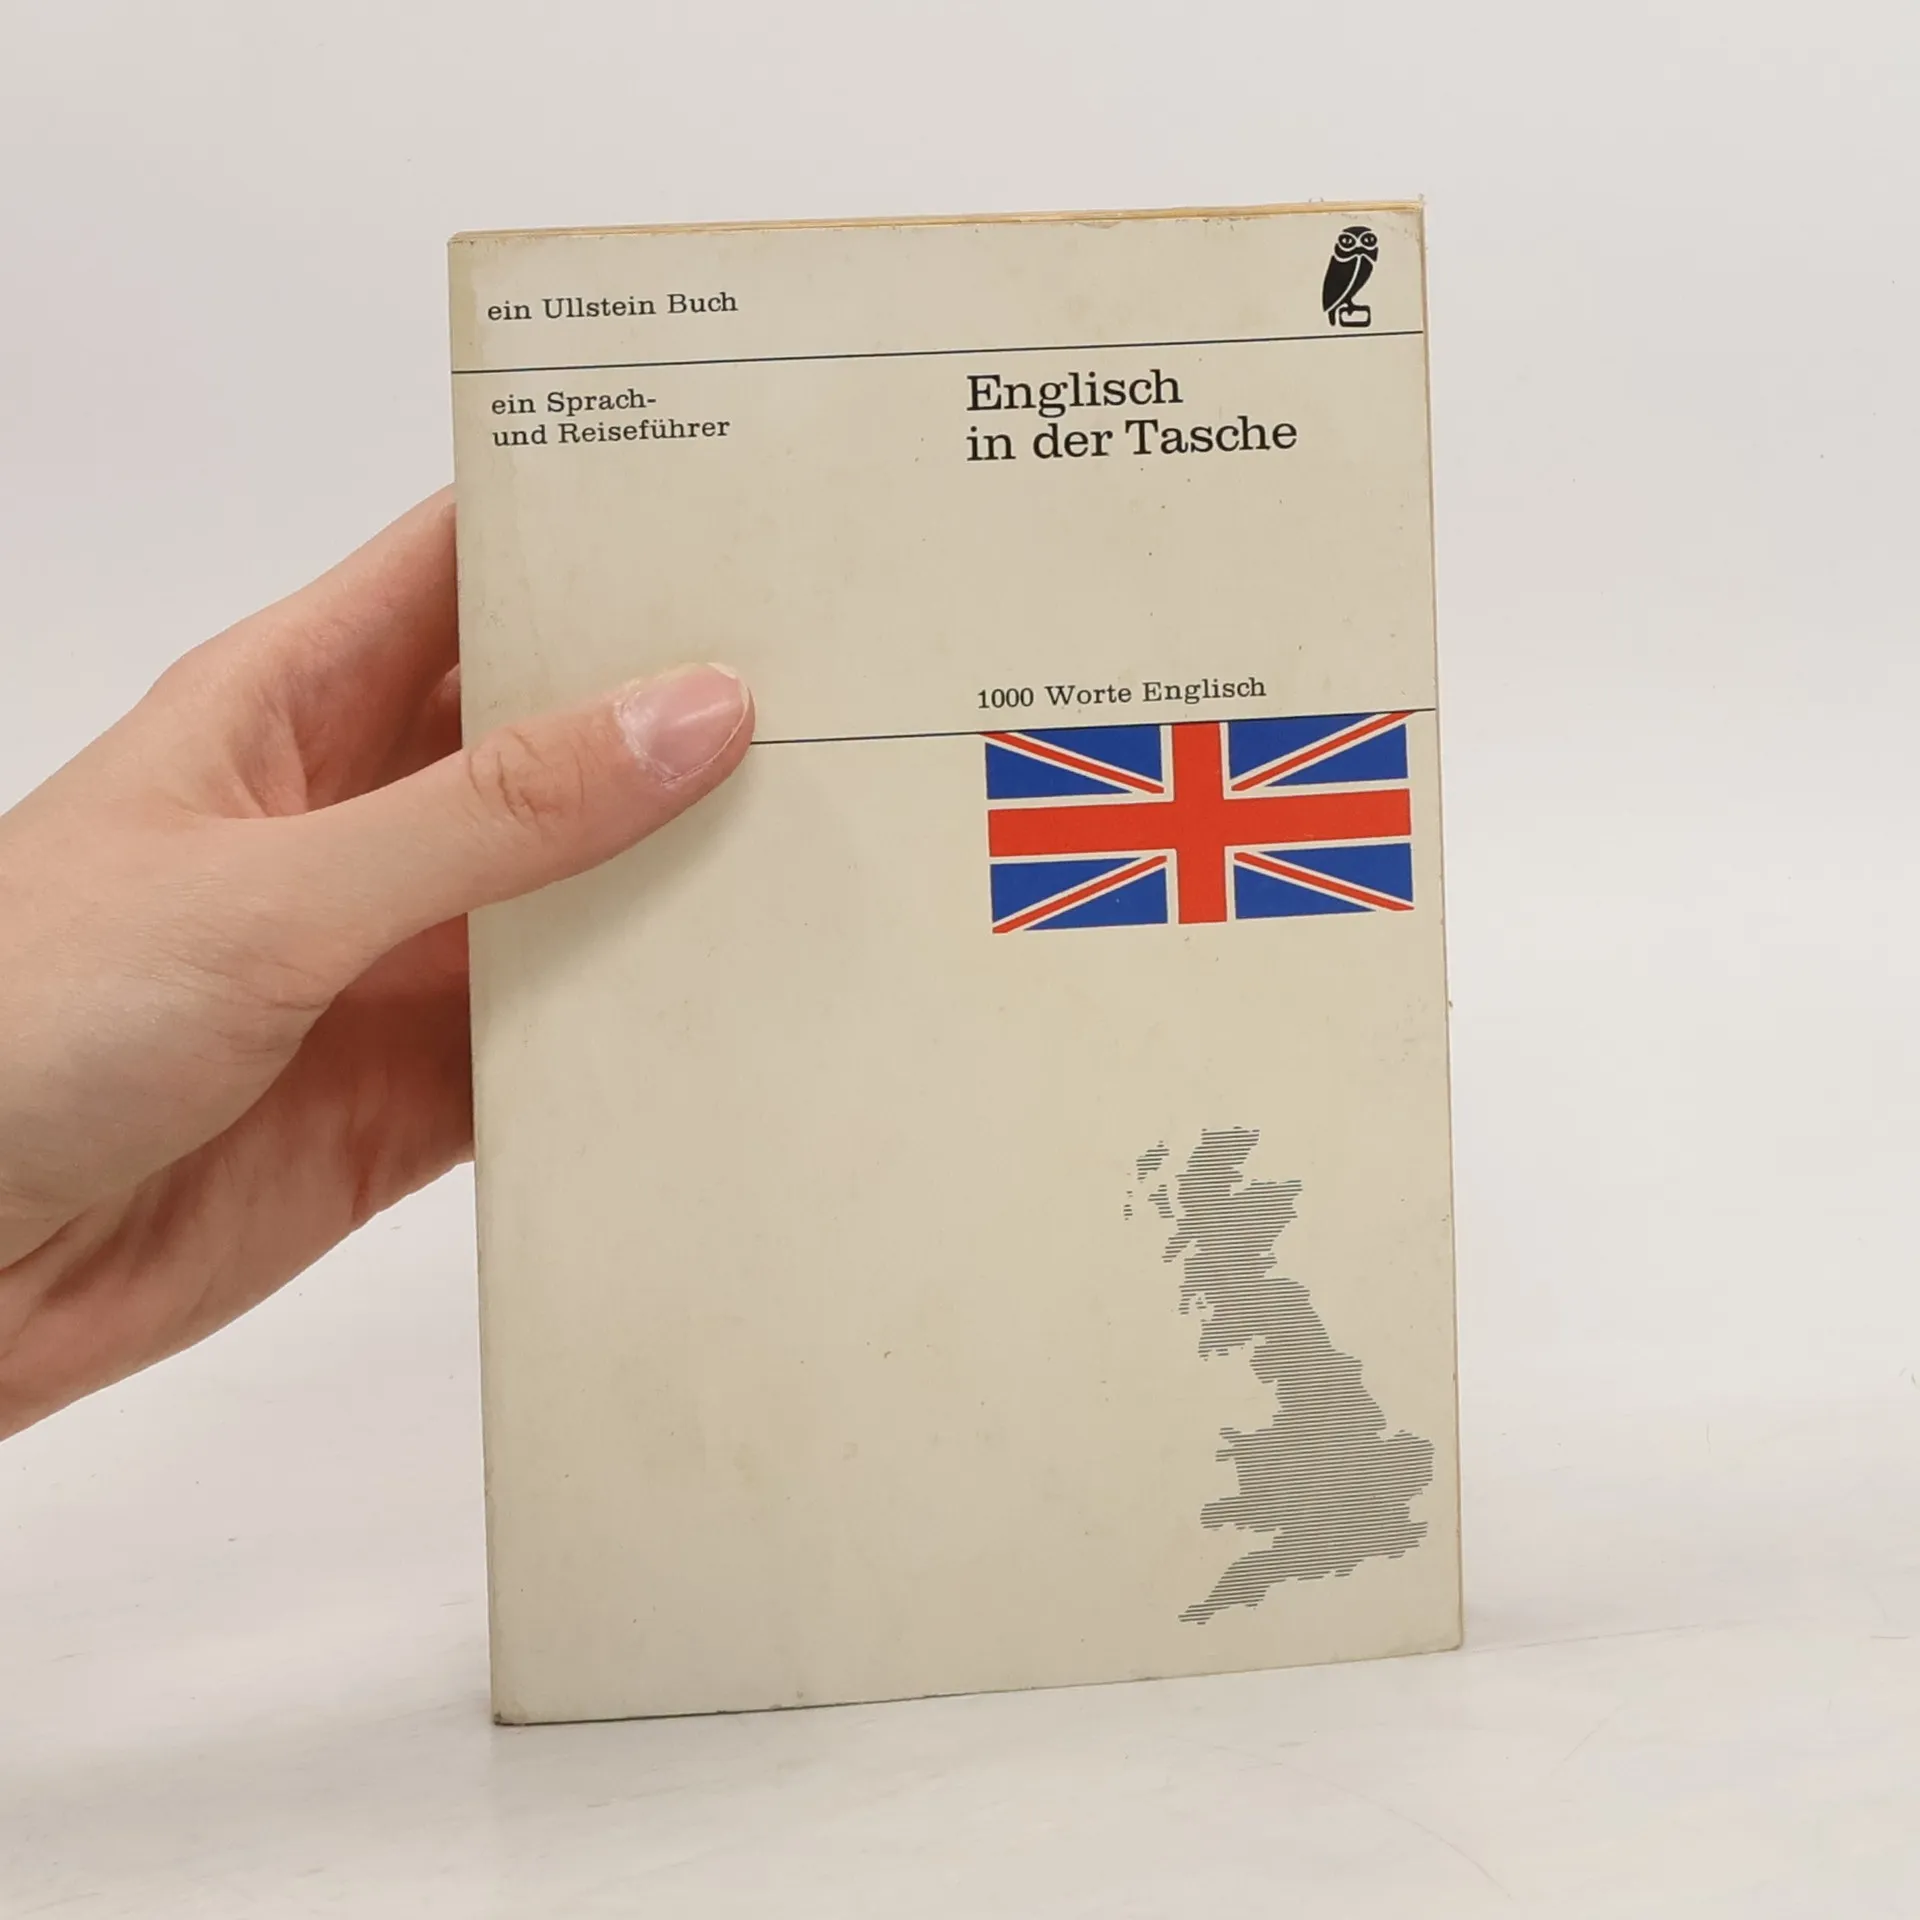 ein Ullstein Buch
ein Sprach-
und Reiseführer
Englisch
in der Tasche
1000 Worte Englisch